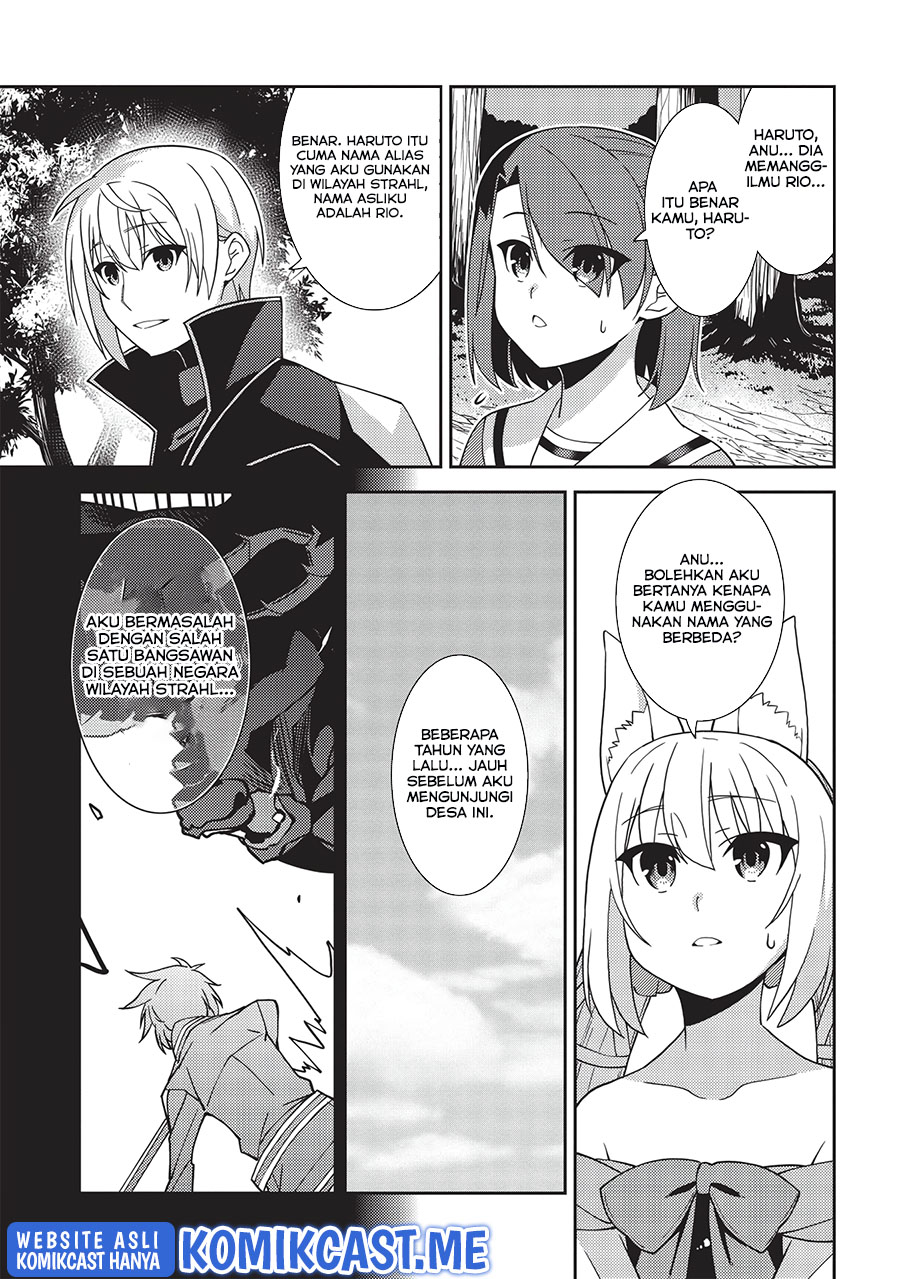 HARUTO,
ANU... DIA
MEMANGG-
ILMU RIO...
APA
ITU BENAR
KAMU, HARU-
TO?
BENAR. HARUTO ITU
CUMA NAMA ALIAS
YANG AKU GUNAKAN
DI WILAYAH STRAHL,
NAMA ASLIKU
ADALAH RIO.
ANU...
BOLEHKAN AKU
BERTANYA KENAPA
KAMU MENGGU-
NAKAN NAMA YANG
BERBEDA?
BEBERAPA
TAHUN YANG
LALU... JAUH
SEBELUM AKU
MENGUNJUNGI
DESA INI.
AKU BERMASALAH
DENGAN SALAH
SATU BANGSAWAN
DI SEBUAH NEGARA
WILAYAH STRAHL...
WEBSITE ASLI
KOMIKCAST HANYA
KOMIKCAST.ME